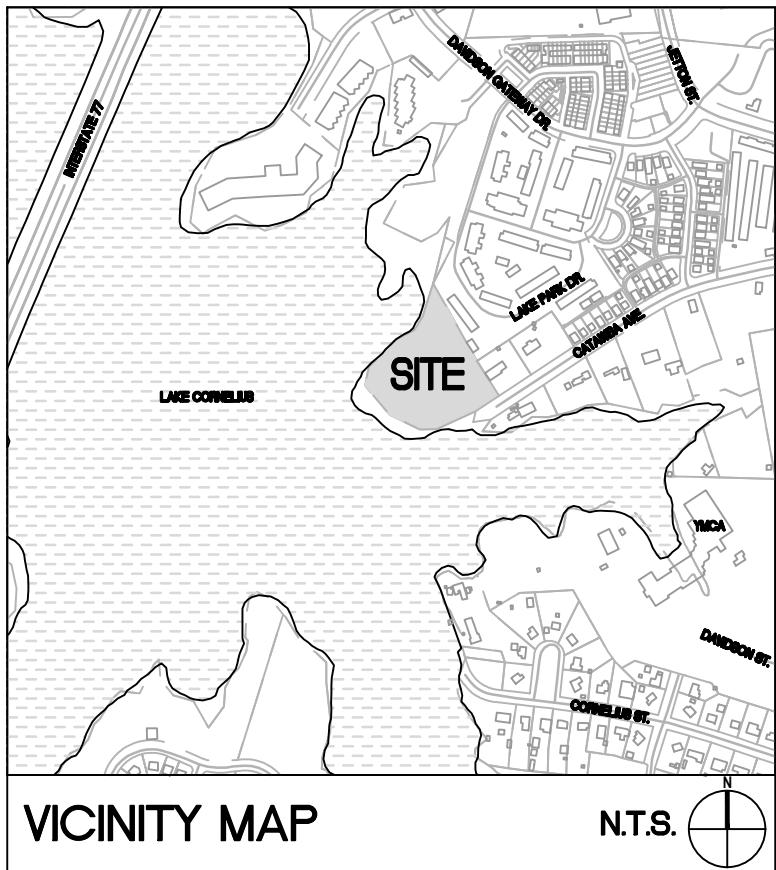 DAVIDSON GATEWAY DR.
JETTON ST.
INTERSTATE 77
LAKE PARK DR.
CATAWBA AVE.
SITE
LAKE CORNELIUS
YMCA
DAVIDSON ST.
CORNELIUS ST.
VICINITY MAP
N.T.S.
N